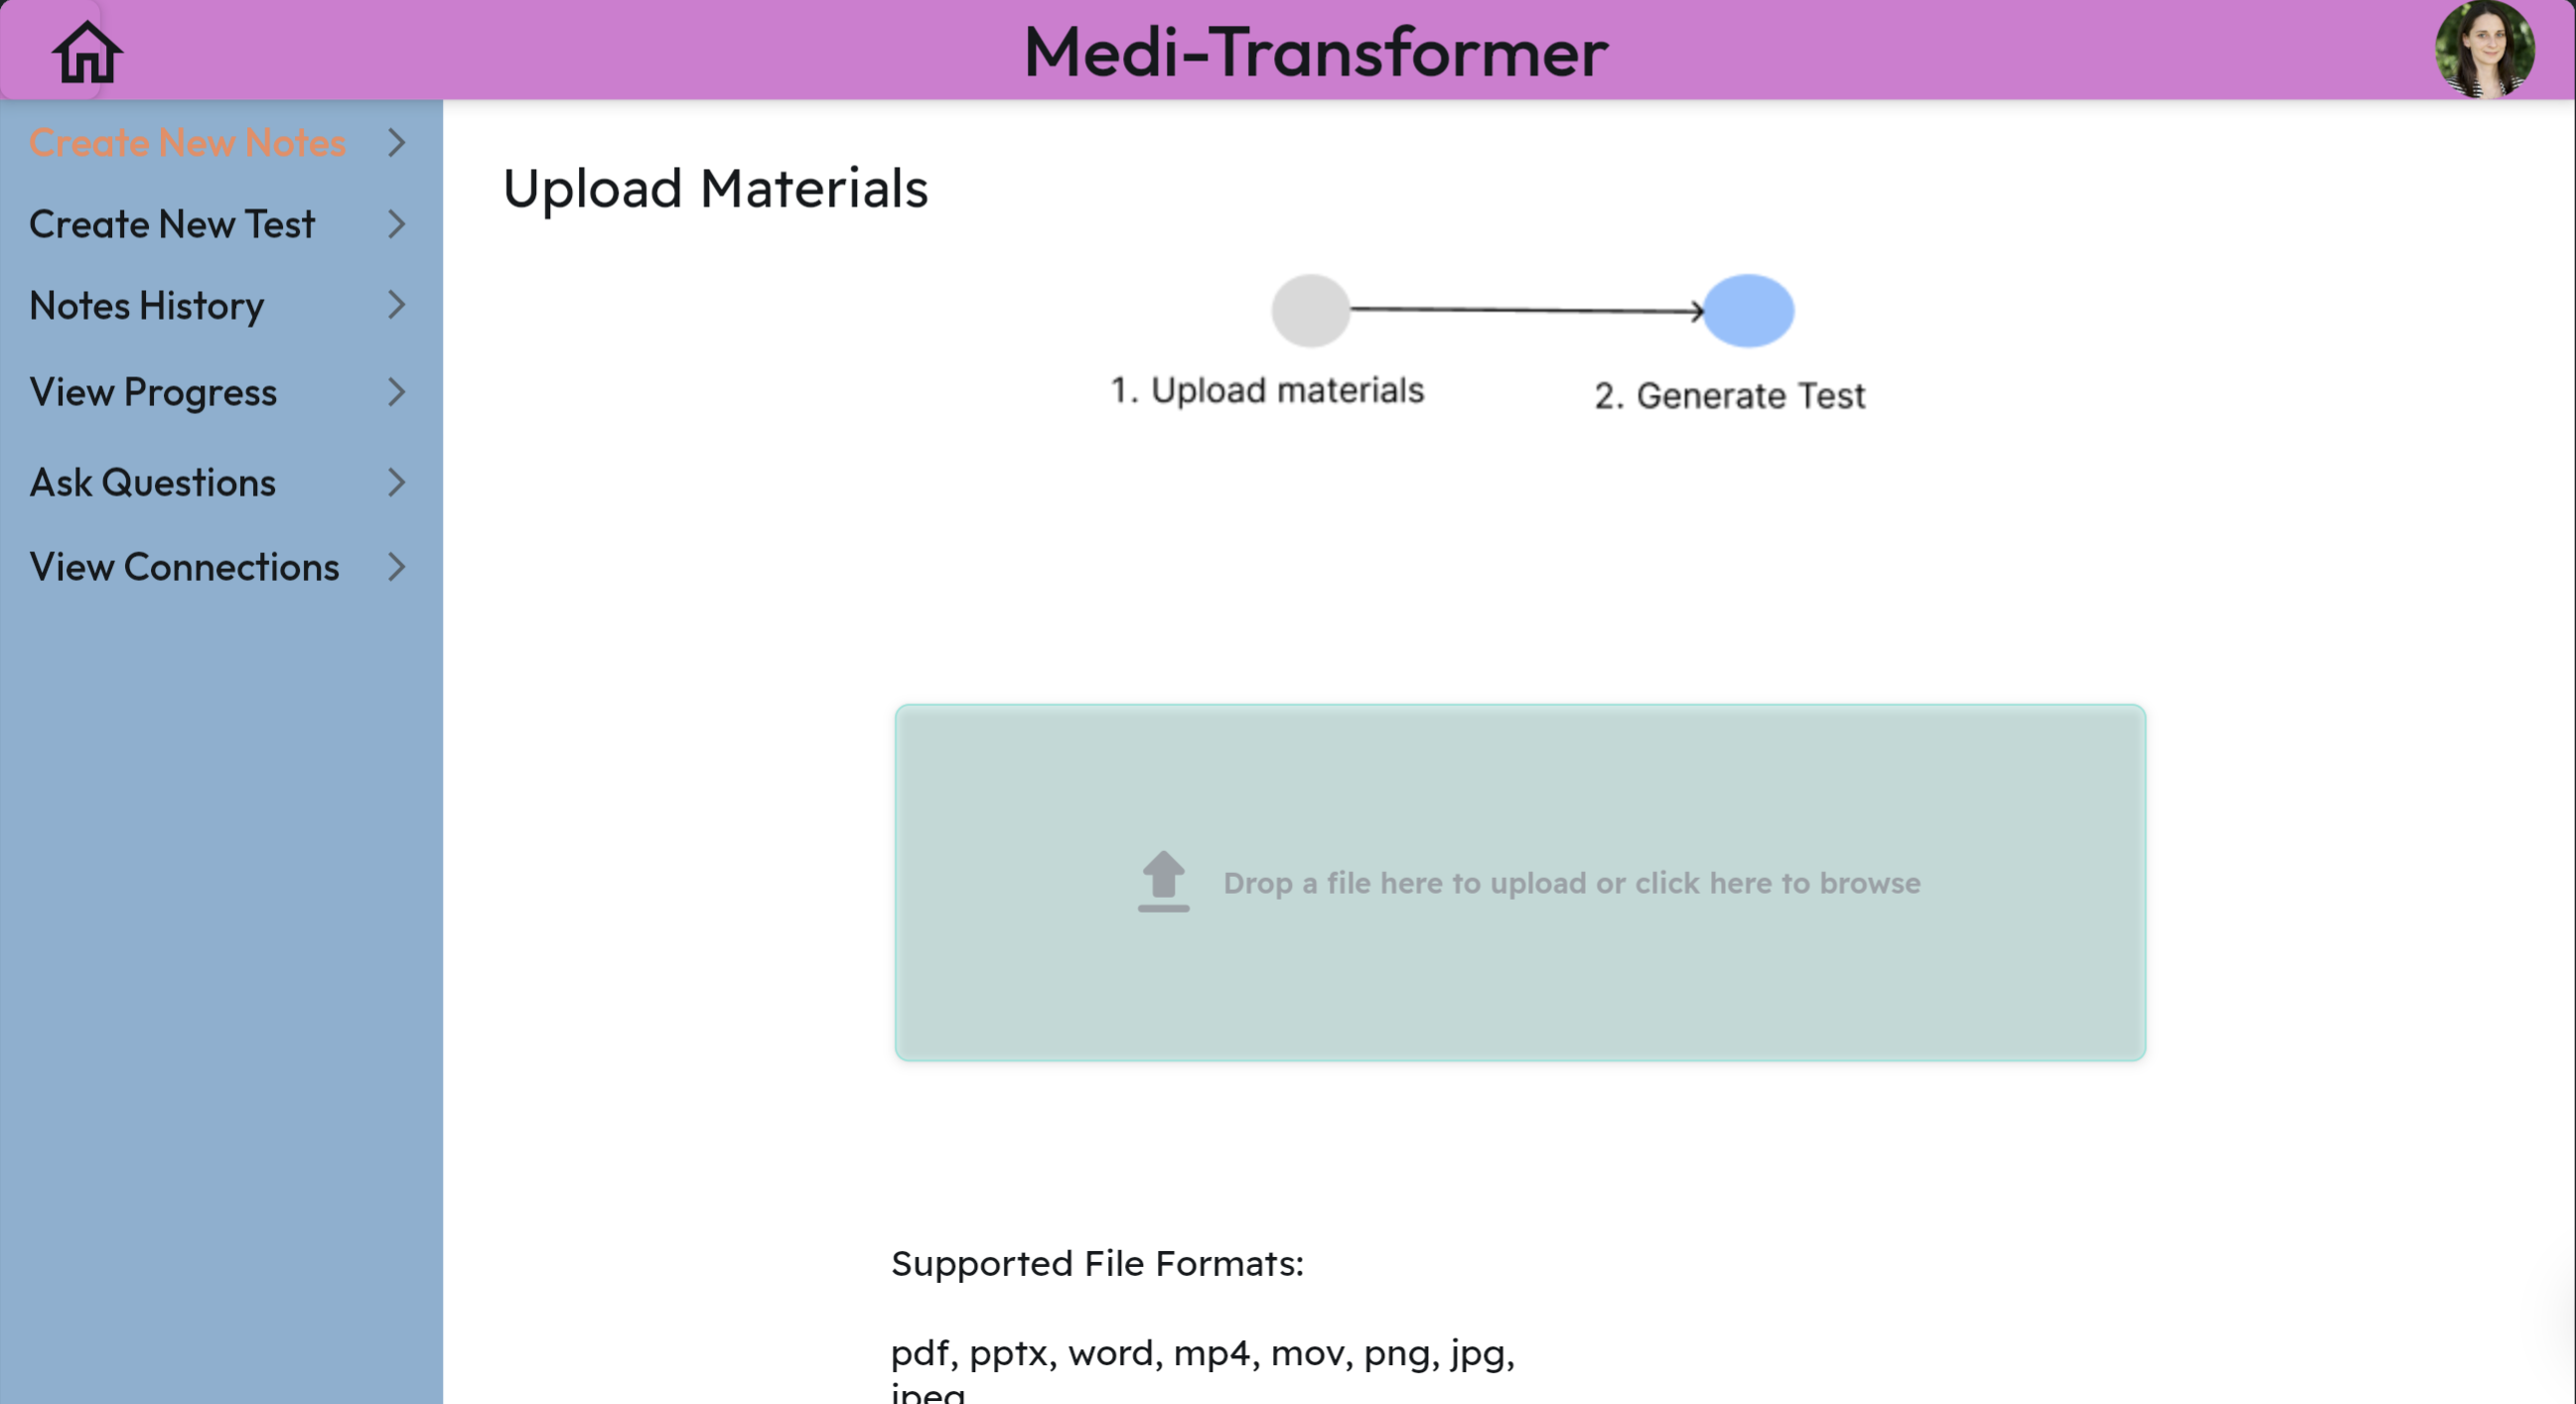 Medi-Transformer
Create New Notes
Create New Test
Notes History
View Progress
Ask Questions
View Connections
Upload Materials
1. Upload materials
2. Generate Test
Drop a file here to upload or click here to browse
Supported File Formats:
pdf, pptx, word, mp4, mov, png, jpg,
jpeg